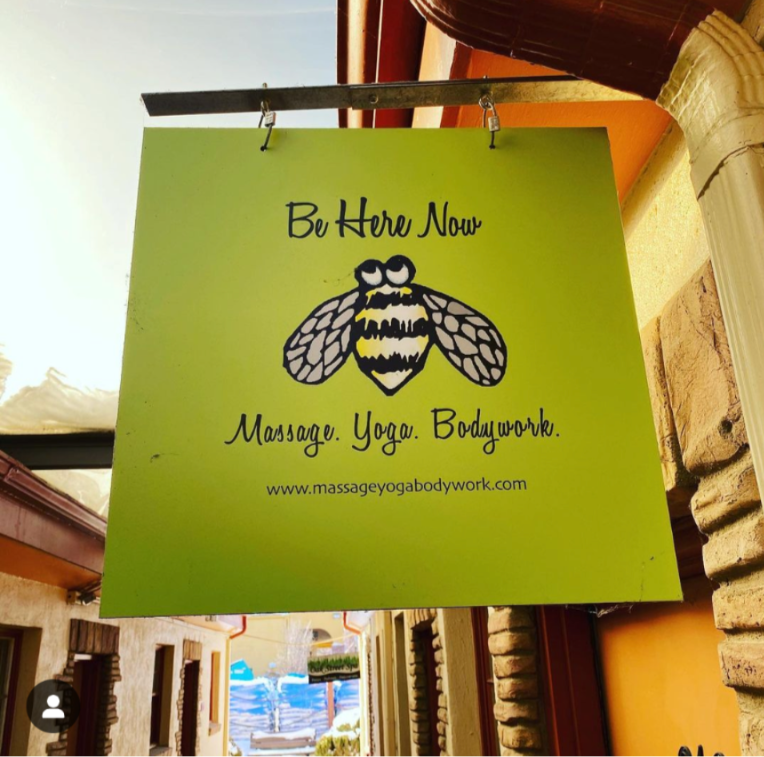 Be Here Now
Massage. Yoga. Bodywork.
www.massageyogabodywork.com